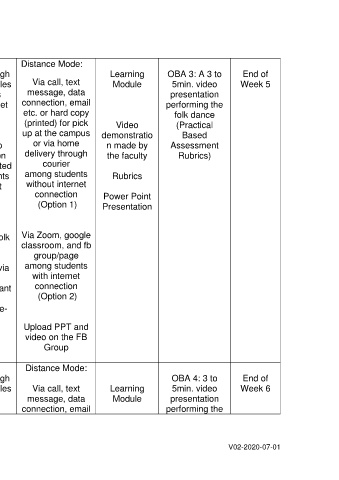 Distance Mode:
gh
les
s
et
o
n
ted
nts
t
olk
via
ant
e-
Via call, text
message, data
connection, email
etc. or hard copy
(printed) for pick
up at the campus
or via home
delivery through
courier
among students
without internet
connection
(Option 1)
Via Zoom, google
classroom, and fb
group/page
among students
with internet
connection
(Option 2)
Upload PPT and
video on the FB
Group
Learning
Module
Video
demonstratio
n made by
the faculty
Rubrics
Power Point
Presentation
OBA 3: A 3 to
5min. video
presentation
performing the
folk dance
(Practical
Based
Assessment
Rubrics)
End of
Week 5
gh
les
Distance Mode:
Via call, text
message, data
connection, email
Learning
Module
OBA 4: 3 to
5min. video
presentation
performing the
End of
Week 6
V02-2020-07-01